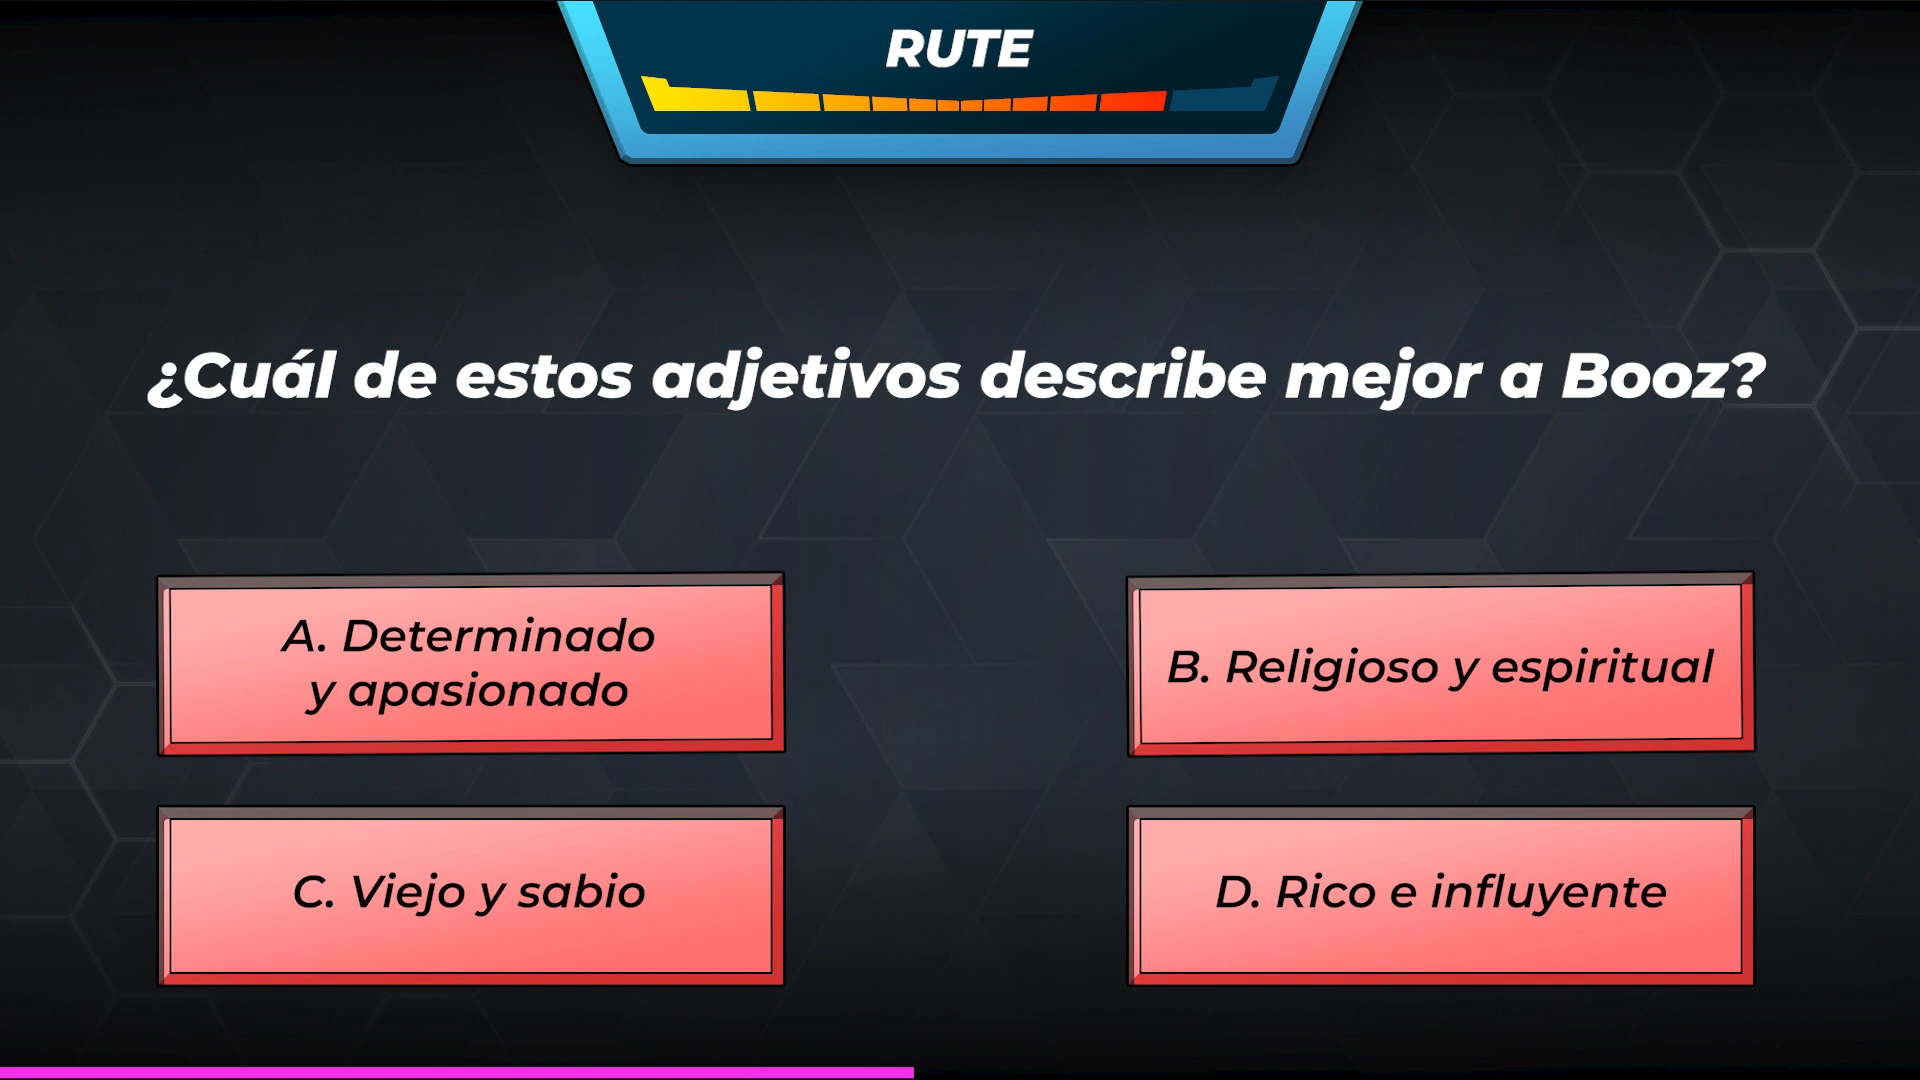 RUTE
¿Cuál de estos adjetivos describe mejor a Booz?
A. Determinado
y apasionado
B. Religioso y espiritual
C. Viejo y sabio
D. Rico e influyente